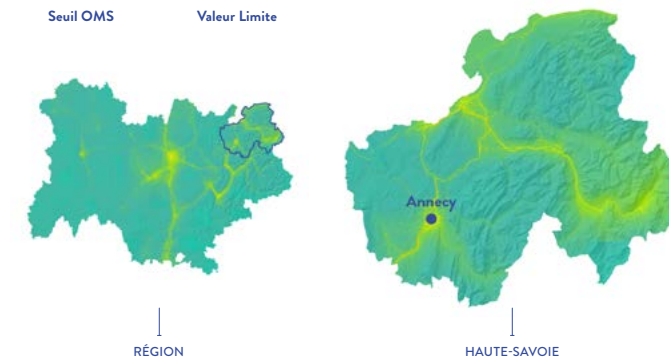 Seuil OMS
Valeur Limite
Annecy
RÉGION
HAUTE-SAVOIE